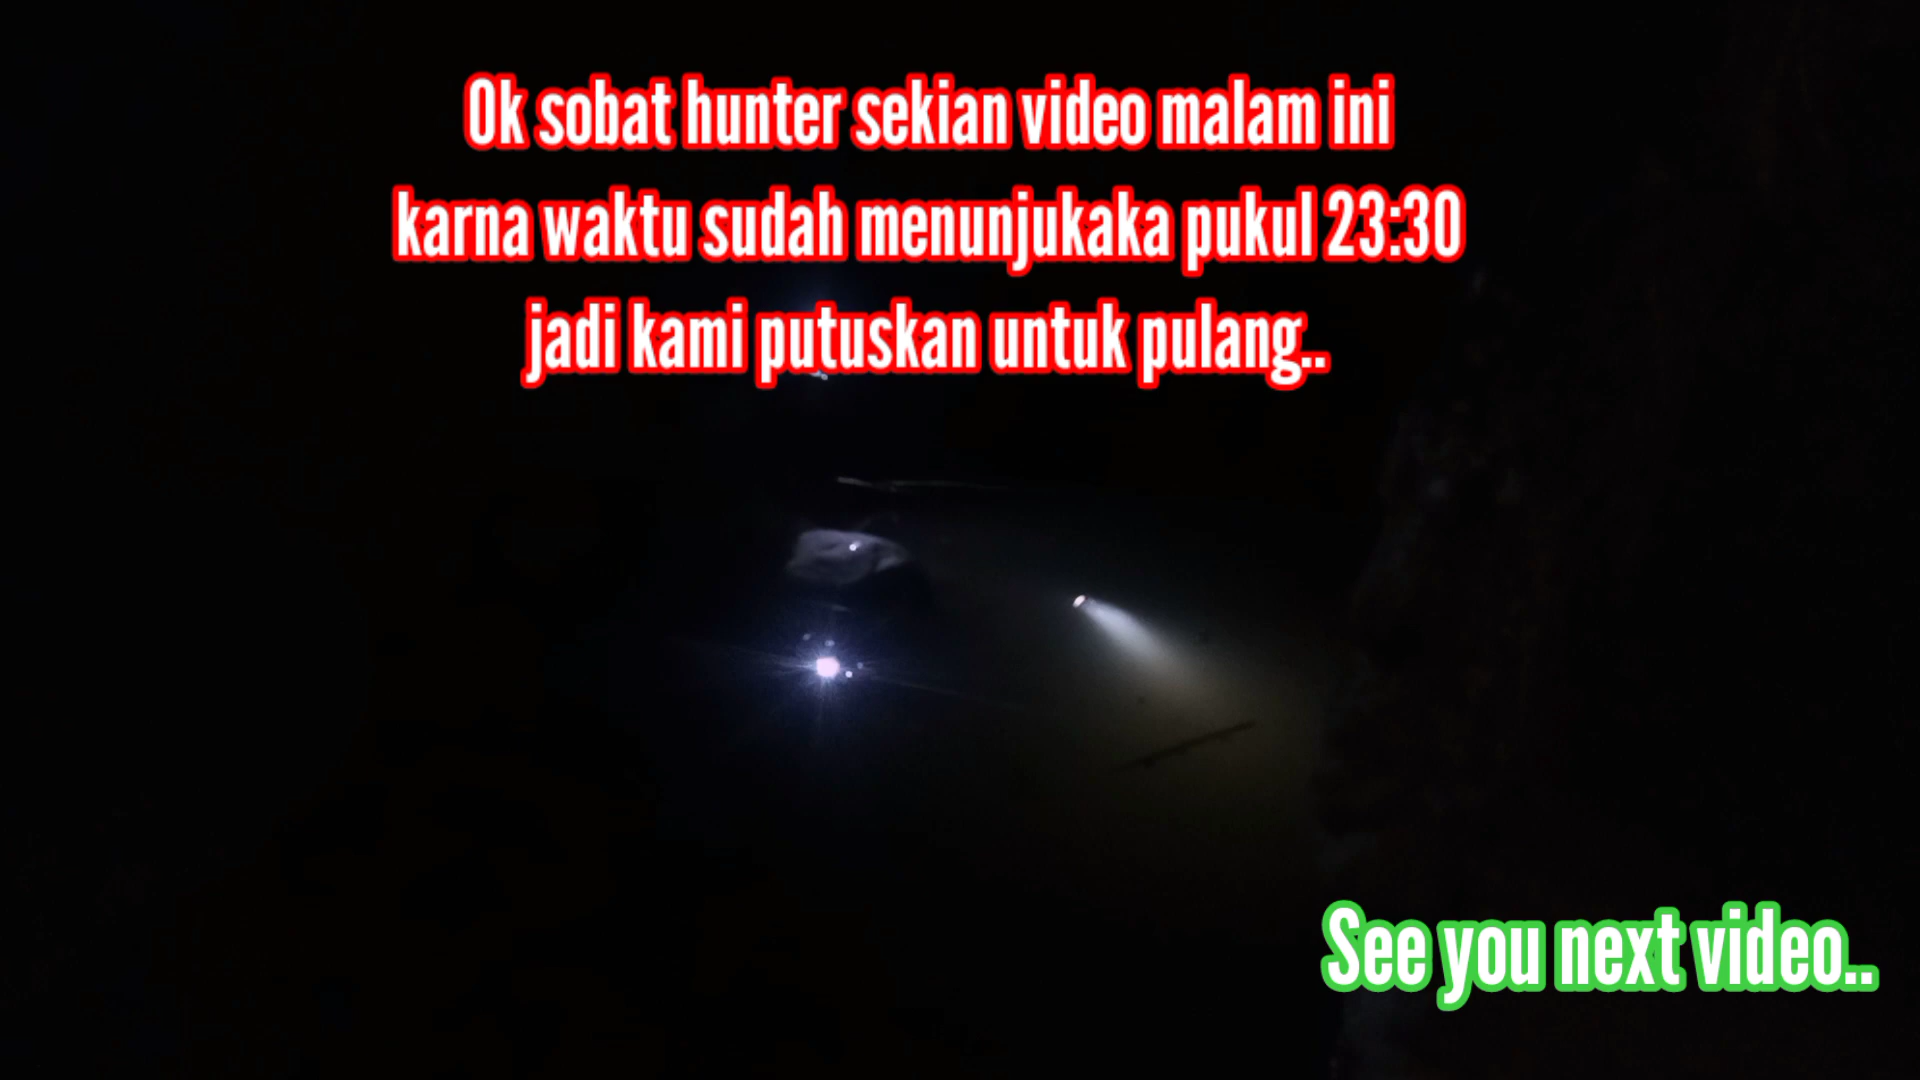 Ok sobat hunter sekian video malam ini
karna waktu sudah menunjukaka pukul 23:30
jadi kami putuskan untuk pulang..
See you next video..